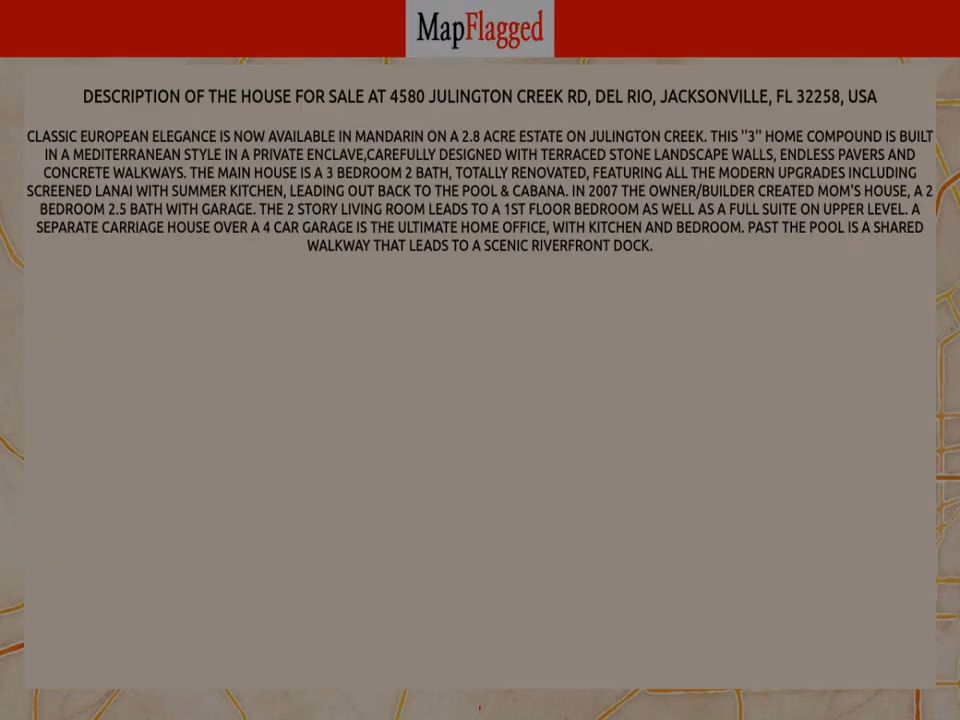 MapFlagged
DESCRIPTION OF THE HOUSE FOR SALE AT 4580 JULINGTON CREEK RD, DEL RIO, JACKSONVILLE, FL 32258, USA
CLASSIC EUROPEAN ELEGANCE IS NOW AVAILABLE IN MANDARIN ON A 2.8 ACRE ESTATE ON JULINGTON CREEK. THIS ''3'' HOME COMPOUND IS BUILT
IN A MEDITERRANEAN STYLE IN A PRIVATE ENCLAVE,CAREFULLY DESIGNED WITH TERRACED STONE LANDSCAPE WALLS, ENDLESS PAVERS AND
CONCRETE WALKWAYS. THE MAIN HOUSE IS A 3 BEDROOM 2 BATH, TOTALLY RENOVATED, FEATURING ALL THE MODERN UPGRADES INCLUDING
SCREENED LANAI WITH SUMMER KITCHEN, LEADING OUT BACK TO THE POOL & CABANA. IN 2007 THE OWNER/BUILDER CREATED MOM'S HOUSE, A 2
BEDROOM 2.5 BATH WITH GARAGE. THE 2 STORY LIVING ROOM LEADS TO A 1ST FLOOR BEDROOM AS WELL AS A FULL SUITE ON UPPER LEVEL. A
SEPARATE CARRIAGE HOUSE OVER A 4 CAR GARAGE IS THE ULTIMATE HOME OFFICE, WITH KITCHEN AND BEDROOM. PAST THE POOL IS A SHARED
WALKWAY THAT LEADS TO A SCENIC RIVERFRONT DOCK.